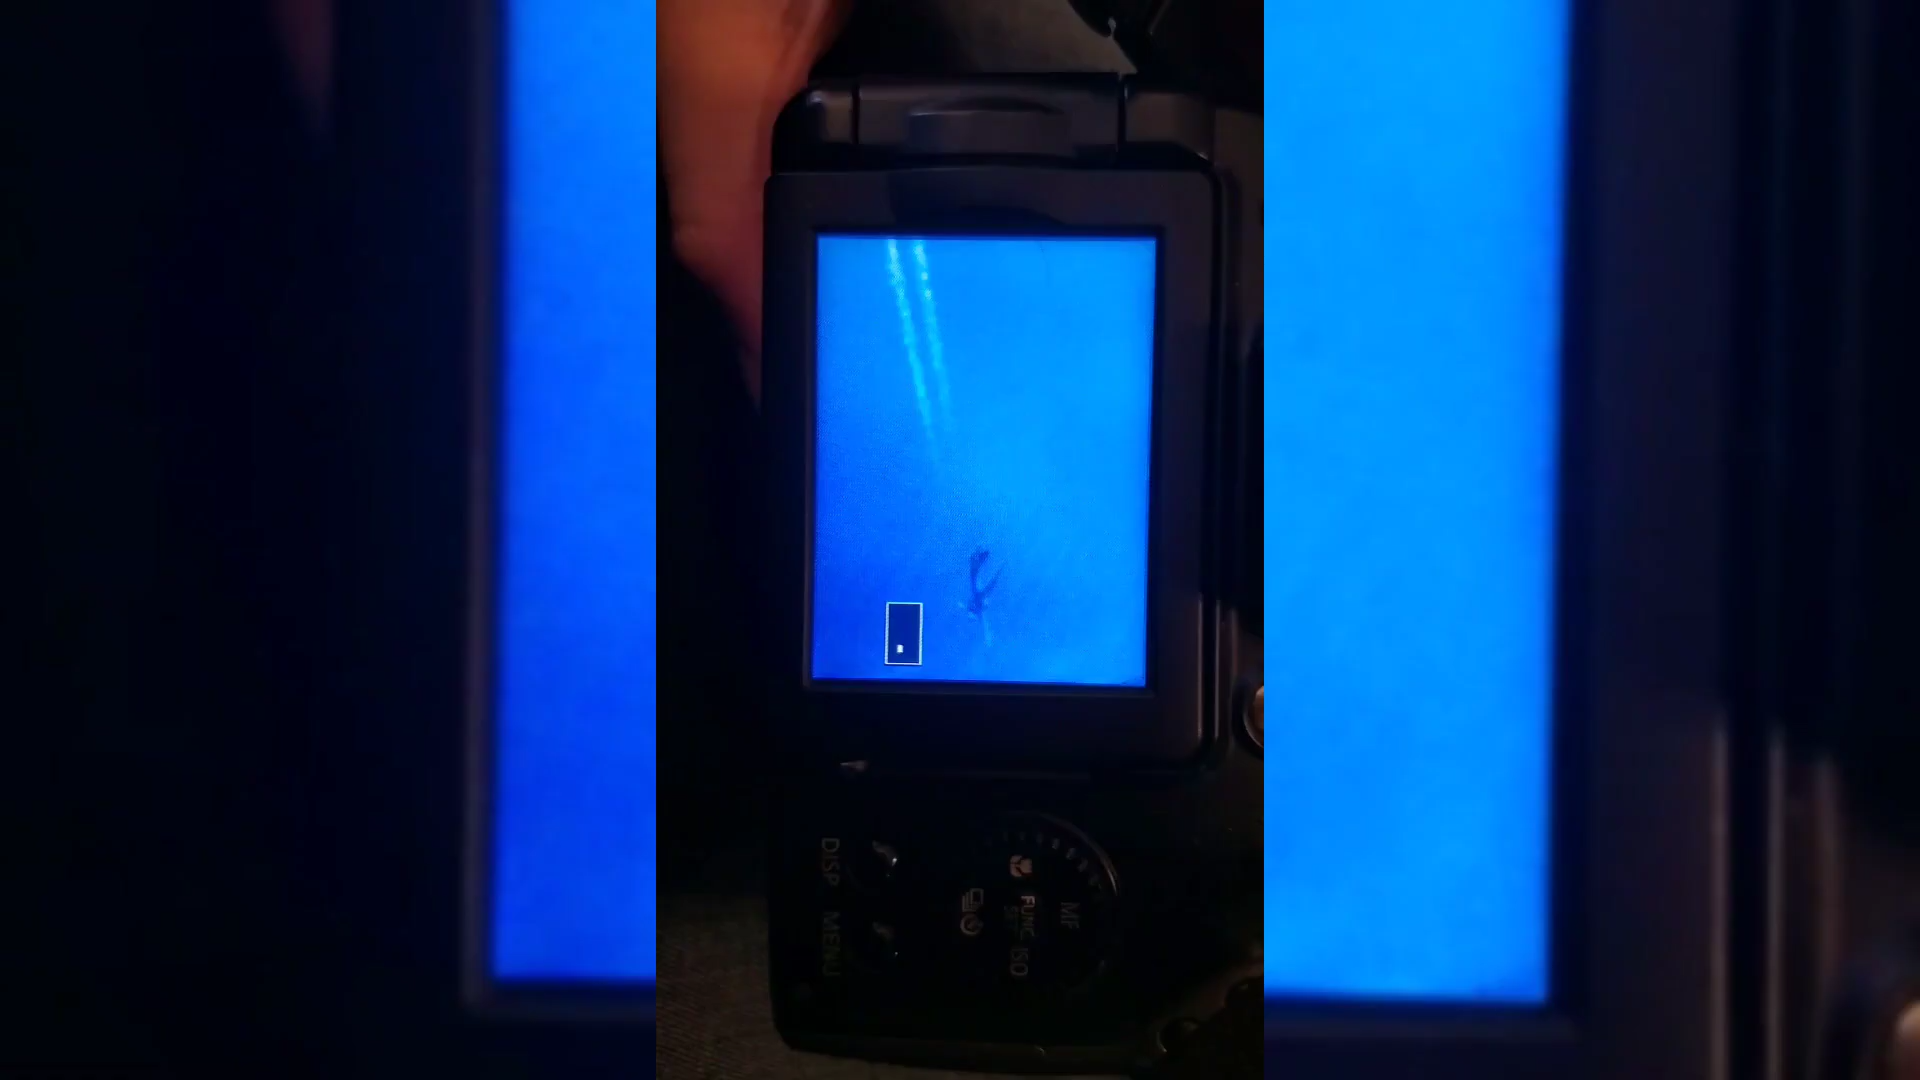 DISP.
MENU
MF
FUNC.
SET
ISO